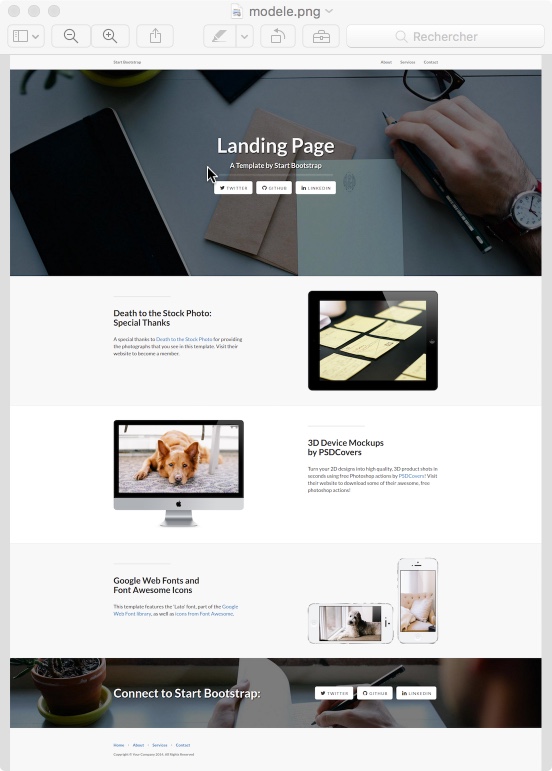 modele.png
Rechercher
Start Bootstrap
About Services Contact
Landing Page
A Template by Start Bootstrap
TWITTER GITHUB LINKEDIN
Death to the Stock Photo:
Special Thanks
A special thanks to Death to the Stock Photo for providing
the photographs that you see in this template. Visit their
website to become a member.
3D Device Mockups
by PSDCovers
Turn your 2D designs into high quality, 3D product shots in
seconds using free Photoshop actions by PSDCovers! Visit
their website to download some of their awesome, free
photoshop actions!
Google Web Fonts and
Font Awesome Icons
This template features the 'Lato' font, part of the Google
Web Font library, as well as icons from Font Awesome.
Connect to Start Bootstrap:
TWITTER GITHUB LINKEDIN
Home · About · Services · Contact
Copyright © Your Company 2014. All Rights Reserved